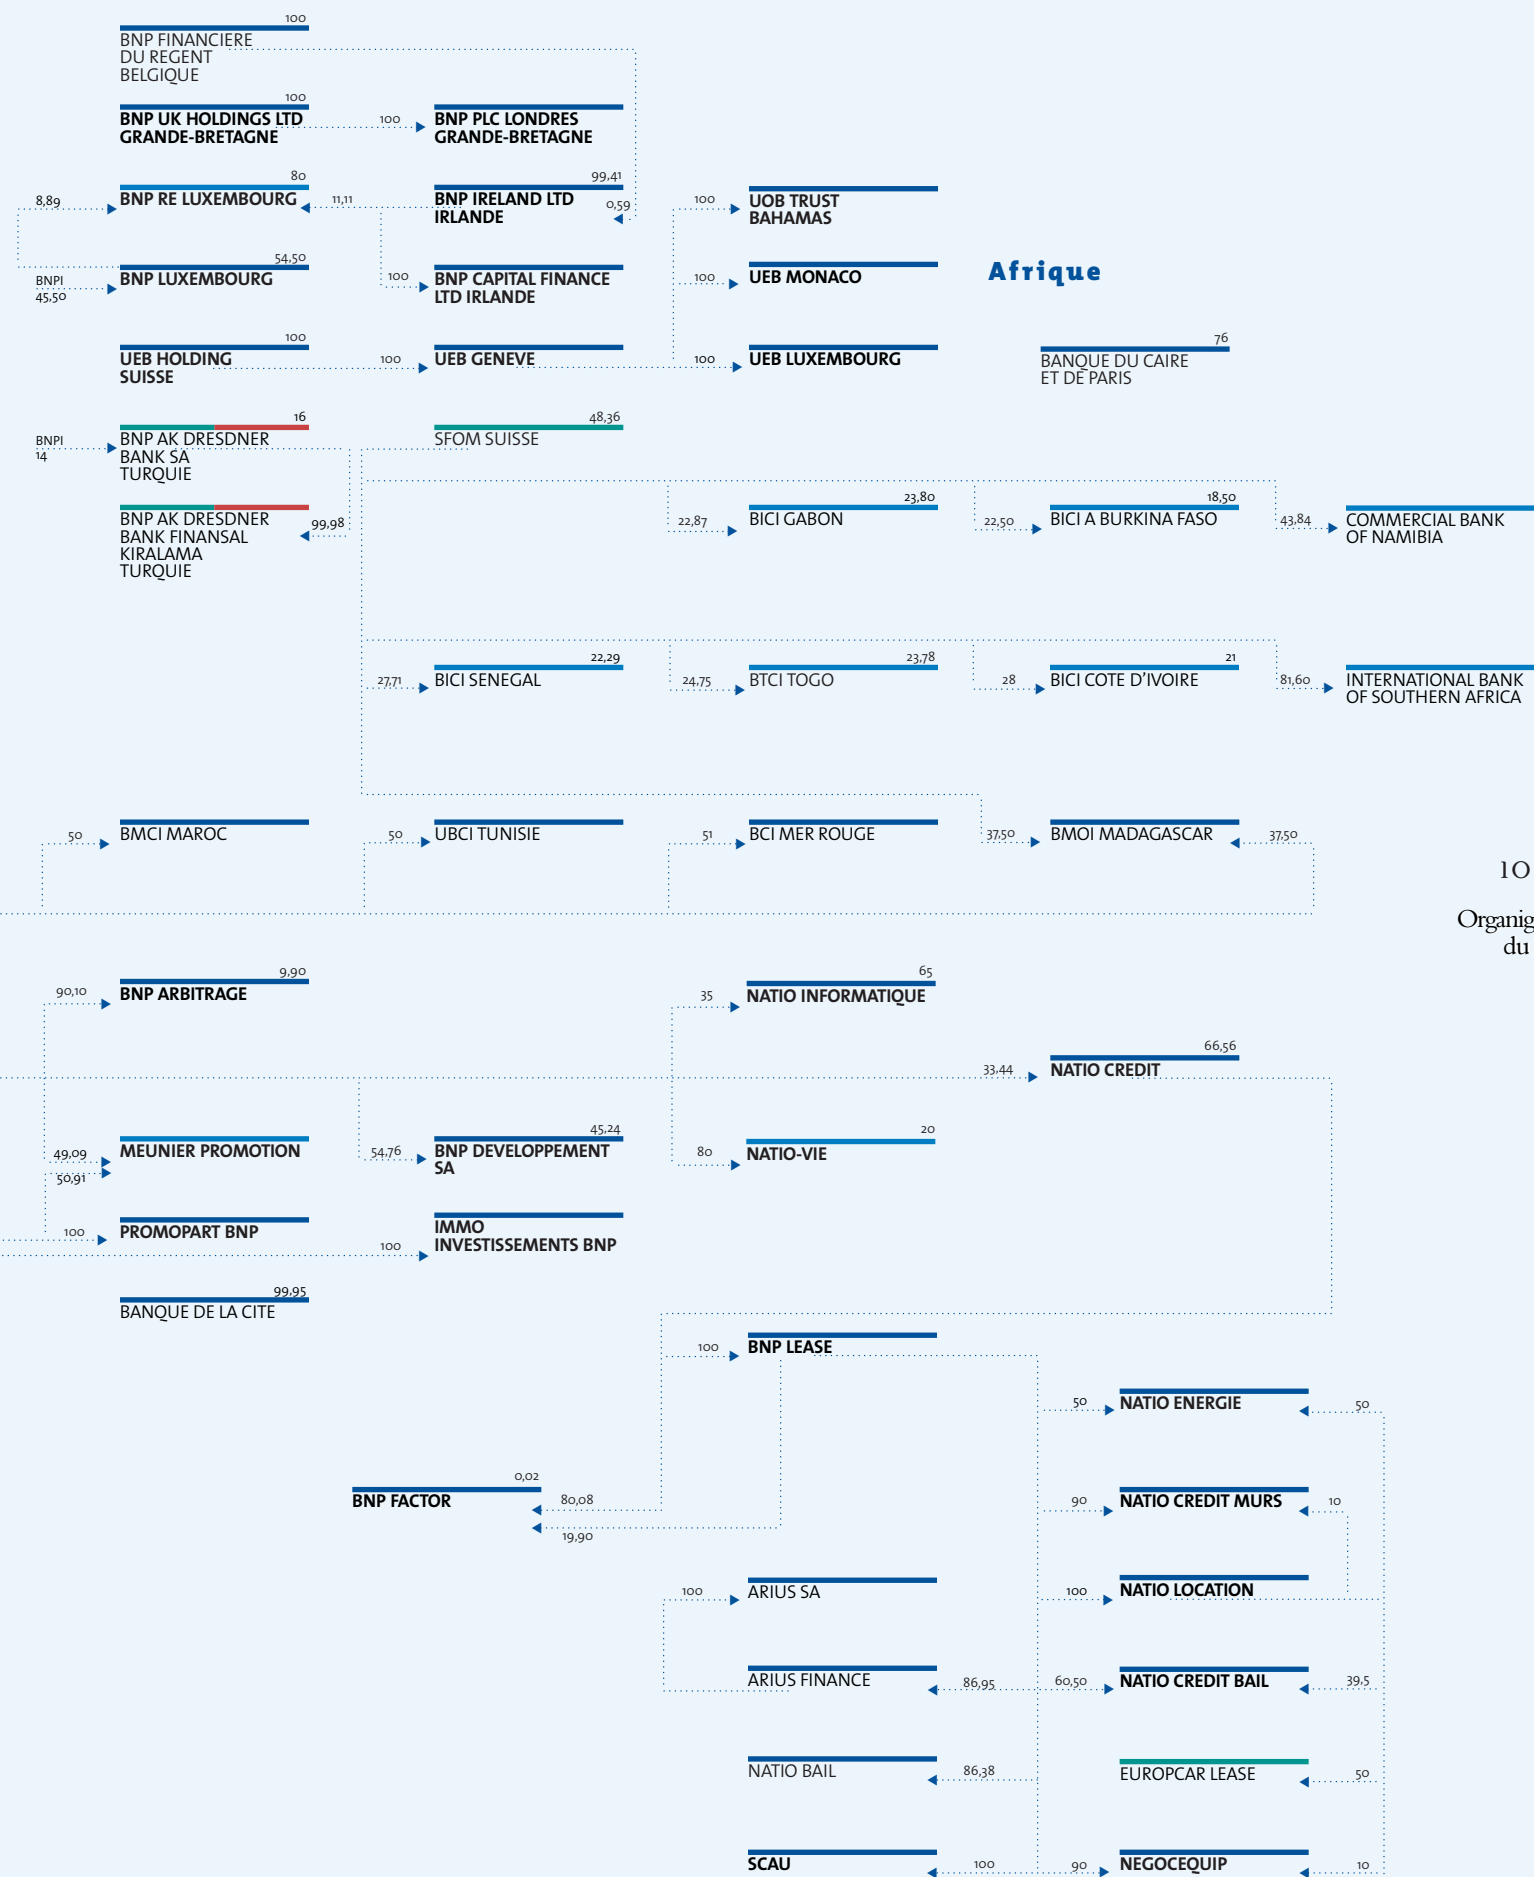 100
BNP FINANCIERE
DU REGENT
BELGIQUE
100
BNP UK HOLDINGS LTD
GRANDE-BRETAGNE
100
BNP PLC LONDRES
GRANDE-BRETAGNE
80
8,89
BNP RE LUXEMBOURG
11,11
99,41
BNP IRELAND LTD
IRLANDE
0,59
100
UOB TRUST
BAHAMAS
54,50
BNPI
45,50
BNP LUXEMBOURG
100
BNP CAPITAL FINANCE
LTD IRLANDE
100
UEB MONACO
Afrique
100
UEB HOLDING
SUISSE
100
UEB GENEVE
100
UEB LUXEMBOURG
76
BANQUE DU CAIRE
ET DE PARIS
16
BNPI
14
BNP AK DRESDNER
BANK SA
TURQUIE
48,36
SFOM SUISSE
BNP AK DRESDNER
BANK FINANSAL
KIRALAMA
TURQUIE
99,98
23,80
22,87
BICI GABON
18,50
22,50
BICI A BURKINA FASO
43,84
COMMERCIAL BANK
OF NAMIBIA
22,29
27,71
BICI SENEGAL
23,78
24,75
BTCI TOGO
21
28
BICI COTE D’IVOIRE
81,60
INTERNATIONAL BANK
OF SOUTHERN AFRICA
50
BMCI MAROC
50
UBCI TUNISIE
51
BCI MER ROUGE
37,50
BMOI MADAGASCAR
37,50
10
Organig
du
9,90
90,10
BNP ARBITRAGE
65
35
NATIO INFORMATIQUE
66,56
33,44
NATIO CREDIT
49,09
50,91
MEUNIER PROMOTION
45,24
54,76
BNP DEVELOPPEMENT
SA
20
80
NATIO-VIE
100
PROMOPART BNP
100
IMMO
INVESTISSEMENTS BNP
99,95
BANQUE DE LA CITE
100
BNP LEASE
50
NATIO ENERGIE
50
0,02
BNP FACTOR
80,08
19,90
90
NATIO CREDIT MURS
10
100
ARIUS SA
100
NATIO LOCATION
ARIUS FINANCE
86,95
60,50
NATIO CREDIT BAIL
39,5
NATIO BAIL
86,38
EUROPCAR LEASE
50
SCAU
100
90
NEGOCEQUIP
10